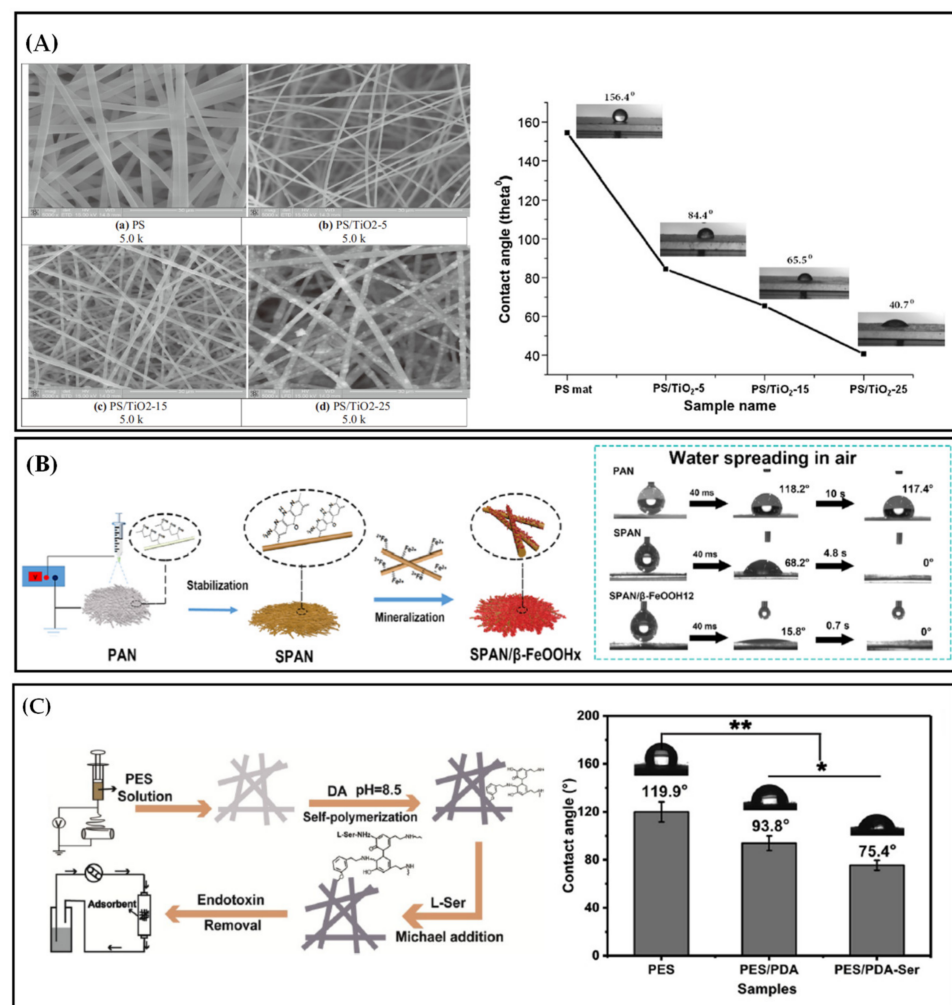 (A)
(a) PS
5.0 k
(b) PS/TiO2-5
5.0 k
(c) PS/TiO2-15
5.0 k
(d) PS/TiO2-25
5.0 k
Contact angle (theta⁰)
160
140
120
100
80
60
40
156.4°
84.4°
65.5°
40.7°
PS mat
PS/TiO₂-5
PS/TiO₂-15
PS/TiO₂-25
Sample name
(B)
PAN
Stabilization
SPAN
Mineralization
SPAN/β-FeOOHx
Water spreading in air
PAN
40 ms
118.2°
10 s
117.4°
SPAN
40 ms
68.2°
4.8 s
0°
SPAN/β-FeOOH12
40 ms
15.8°
0.7 s
0°
(C)
PES
Solution
V
DA pH=8.5
Self-polymerization
L-Ser-NH₂
L-Ser
Michael addition
Endotoxin
Removal
Adsorbent
Contact angle (°)
200
160
120
80
40
0
**
*
119.9°
93.8°
75.4°
PES
PES/PDA
PES/PDA-Ser
Samples